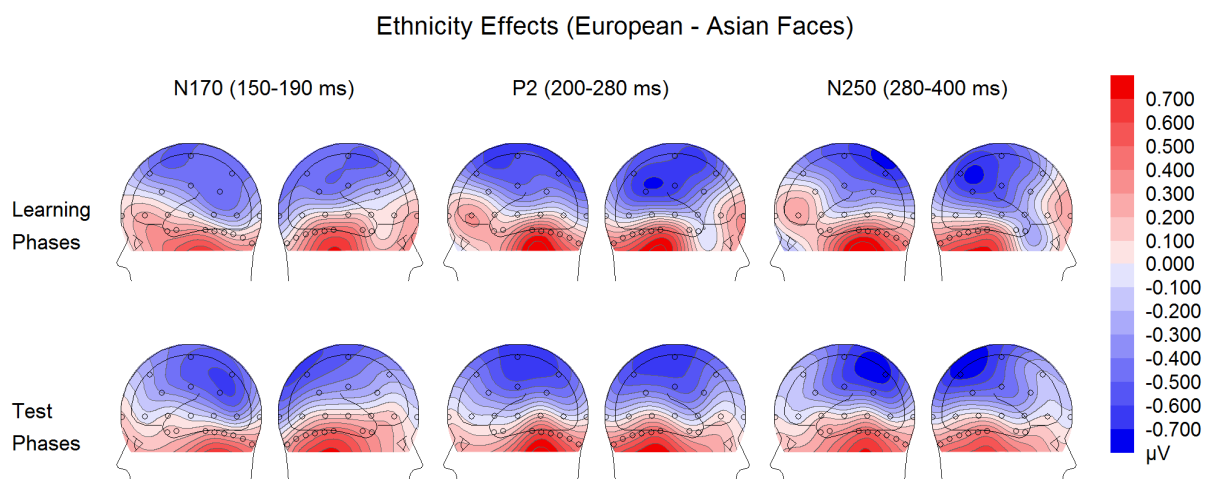 Ethnicity Effects (European - Asian Faces)
N170 (150-190 ms)
P2 (200-280 ms)
N250 (280-400 ms)
Learning
Phases
Test
Phases
0.700
0.600
0.500
0.400
0.300
0.200
0.100
0.000
-0.100
-0.200
-0.300
-0.400
-0.500
-0.600
-0.700
µV